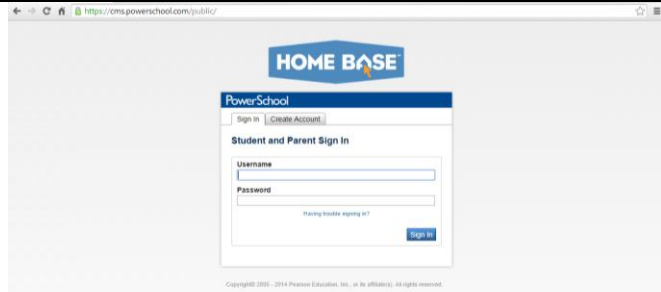 https://cms.powerschool.com/public/
HOME BASE
PowerSchool
Sign In Create Account
Student and Parent Sign In
Username
Password
Having trouble signing in?
Sign In
Copyright© 2005 - 2014 Pearson Education, Inc., or its affiliate(s). All rights reserved.